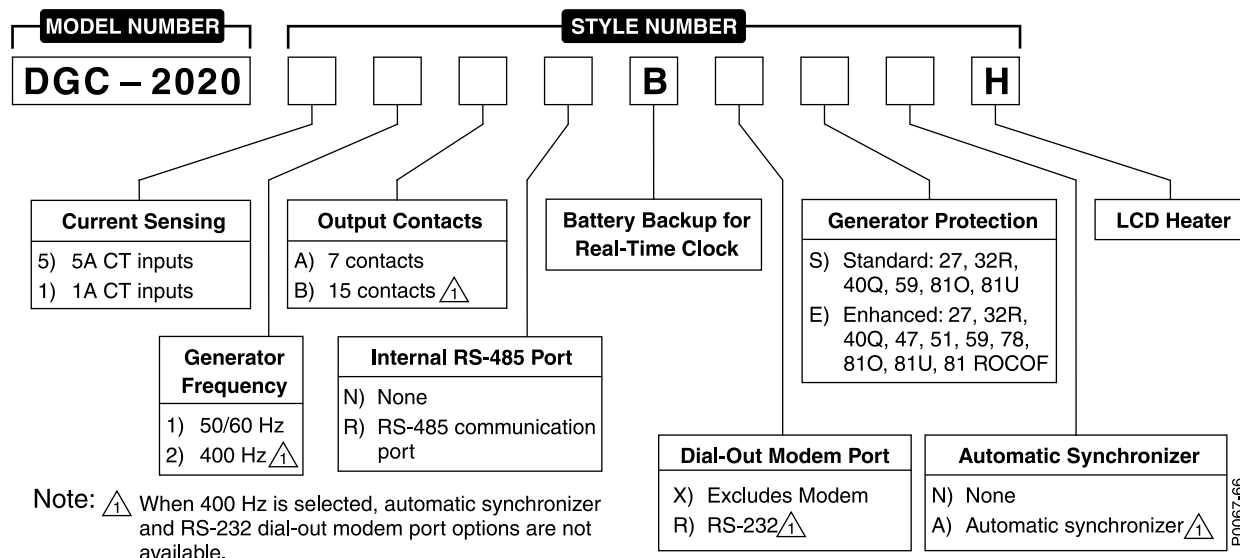 MODEL NUMBER
STYLE NUMBER
DGC – 2020
B
H
Current Sensing
5) 5A CT inputs
1) 1A CT inputs
Output Contacts
A) 7 contacts
B) 15 contacts 1
Battery Backup for
Real-Time Clock
Generator Protection
S) Standard: 27, 32R,
40Q, 59, 81O, 81U
E) Enhanced: 27, 32R,
40Q, 47, 51, 59, 78,
81O, 81U, 81 ROCOF
LCD Heater
Generator
Frequency
1) 50/60 Hz
2) 400 Hz 1
Internal RS-485 Port
N) None
R) RS-485 communication
port
Dial-Out Modem Port
X) Excludes Modem
R) RS-232 1
Automatic Synchronizer
N) None
A) Automatic synchronizer 1
Note: 1 When 400 Hz is selected, automatic synchronizer
and RS-232 dial-out modem port options are not
available.
P0067-66